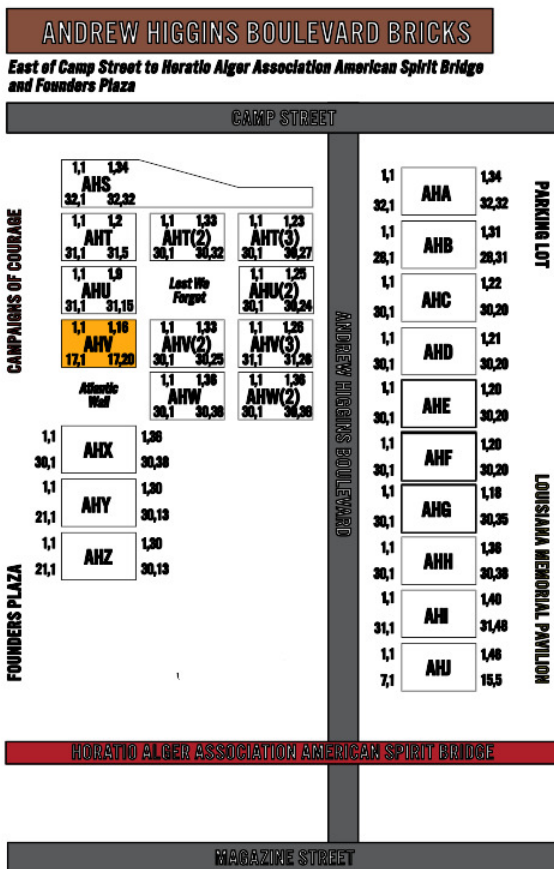 ANDREW HIGGINS BOULEVARD BRICKS
East of Camp Street to Horatio Alger Association American Spirit Bridge
and Founders Plaza
CAMP STREET
CAMPAIGNS OF COURAGE
FOUNDERS PLAZA
1,1 1,34
AHS
32,1 32,32
1,1 1,2
AHT
31,1 31,5
1,1 1,33
AHT(2)
30,1 30,32
1,1 1,23
AHT(3)
30,1 30,27
1,1 1,9
AHU
31,1 31,15
Lest We
Forget
1,1 1,25
AHU(2)
30,1 30,24
1,1 1,16
AHV
17,1 17,20
1,1 1,33
AHV(2)
30,1 30,25
1,1 1,26
AHV(3)
31,1 31,26
Atlantic
Wall
1,1 1,36
AHW
30,1 30,38
1,1 1,36
AHW(2)
30,1 30,38
1,1 1,36
AHX
30,1 30,38
1,1 1,30
AHY
21,1 30,13
1,1 1,30
AHZ
21,1 30,13
ANDREW HIGGINS BOULEVARD
1,1 1,34
AHA
32,1 32,32
1,1 1,31
AHB
28,1 28,31
1,1 1,22
AHC
30,1 30,20
1,1 1,21
AHD
30,1 30,20
1,1 1,20
AHE
30,1 30,20
1,1 1,20
AHF
30,1 30,20
1,1 1,18
AHG
30,1 30,35
1,1 1,36
AHH
30,1 30,38
1,1 1,40
AHI
31,1 31,48
1,1 1,46
AHJ
7,1 15,5
PARKING LOT
LOUISIANA MEMORIAL PAVILION
HORATIO ALGER ASSOCIATION AMERICAN SPIRIT BRIDGE
MAGAZINE STREET